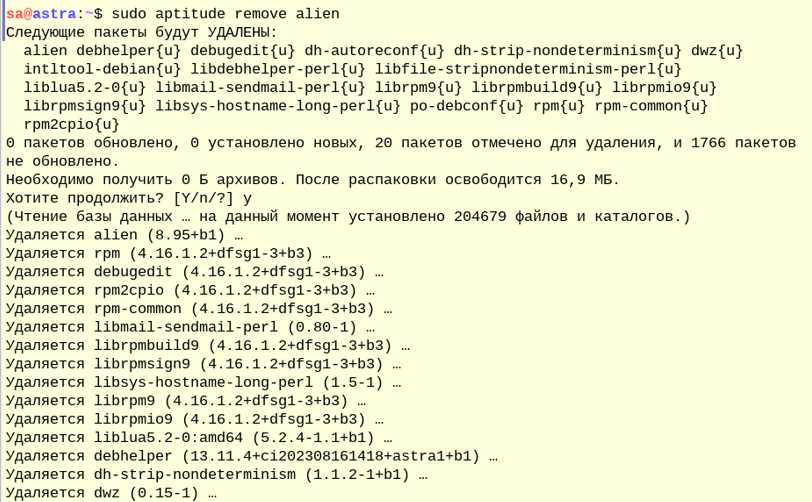 sa@astra:~$ sudo aptitude remove alien
Следующие пакеты будут УДАЛЕНЫ:
alien debhelper{u} debugedit{u} dh-autoreconf{u} dh-strip-nondeterminism{u} dwz{u}
intltool-debian{u} libdebhelper-perl{u} libfile-stripnondeterminism-perl{u}
liblua5.2-0{u} libmail-sendmail-perl{u} librpm9{u} librpmbuild9{u} librpmio9{u}
librpmsign9{u} libsys-hostname-long-perl{u} po-debconf{u} rpm{u} rpm-common{u}
rpm2cpio{u}
0 пакетов обновлено, 0 установлено новых, 20 пакетов отмечено для удаления, и 1766 пакетов
не обновлено.
Необходимо получить 0 Б архивов. После распаковки освободится 16,9 МБ.
Хотите продолжить? [Y/n/?] y
(Чтение базы данных … на данный момент установлено 204679 файлов и каталогов.)
Удаляется alien (8.95+b1) …
Удаляется rpm (4.16.1.2+dfsg1-3+b3) …
Удаляется debugedit (4.16.1.2+dfsg1-3+b3) …
Удаляется rpm2cpio (4.16.1.2+dfsg1-3+b3) …
Удаляется rpm-common (4.16.1.2+dfsg1-3+b3) …
Удаляется libmail-sendmail-perl (0.80-1) …
Удаляется librpmbuild9 (4.16.1.2+dfsg1-3+b3) …
Удаляется librpmsign9 (4.16.1.2+dfsg1-3+b3) …
Удаляется libsys-hostname-long-perl (1.5-1) …
Удаляется librpm9 (4.16.1.2+dfsg1-3+b3) …
Удаляется librpmio9 (4.16.1.2+dfsg1-3+b3) …
Удаляется liblua5.2-0:amd64 (5.2.4-1.1+b1) …
Удаляется debhelper (13.11.4+ci202308161418+astra1+b1) …
Удаляется dh-strip-nondeterminism (1.1.2-1+b1) …
Удаляется dwz (0.15-1) …